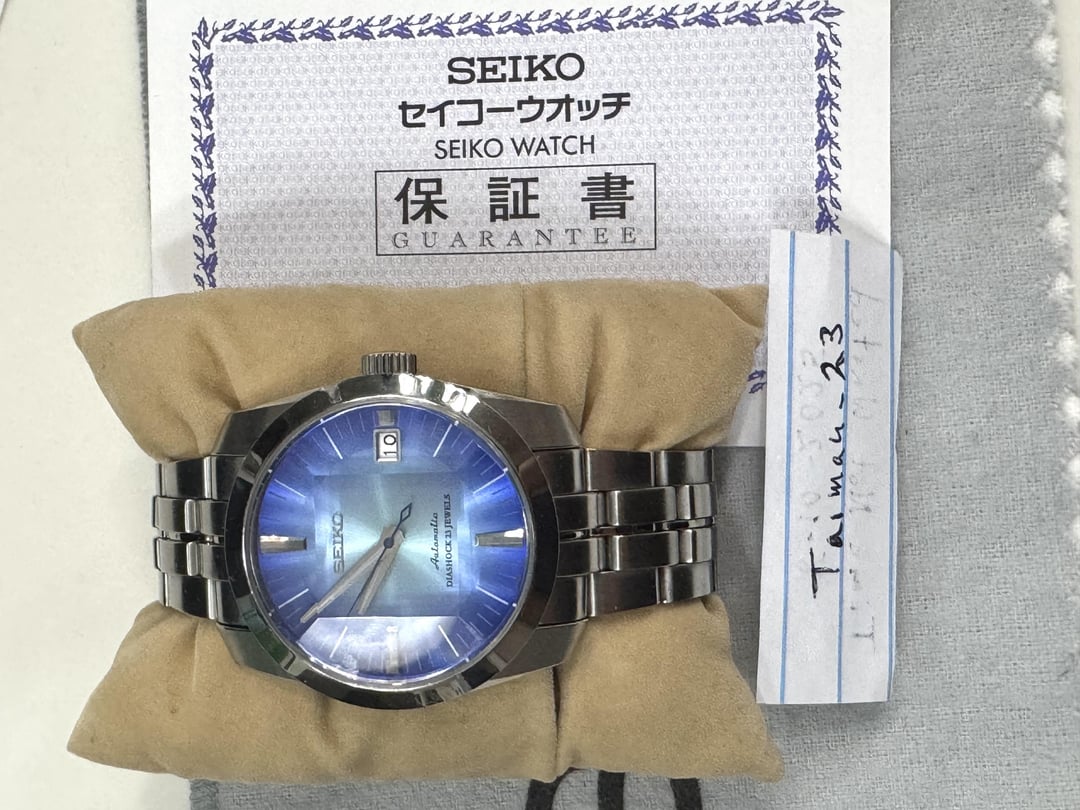 SEIKO
セイコーウオッチ
SEIKO WATCH
保証書
GUARANTEE
10
SEIKO
Automatic
DIASHOCK 23 JEWELS
Taimau-23